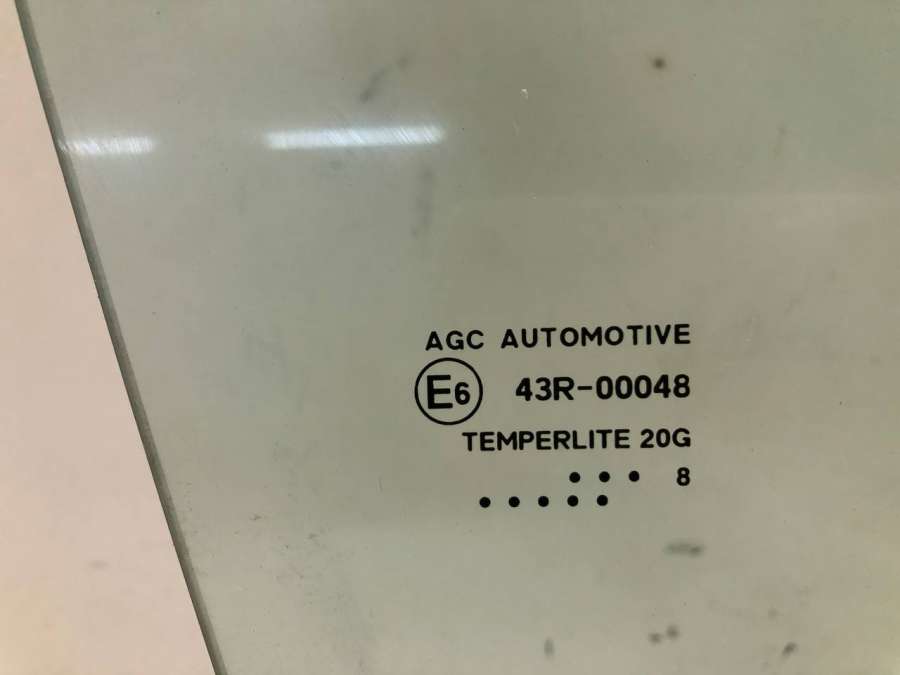 AGC AUTOMOTIVE
E6 43R-00048
TEMPERLITE 20G
••• 8
•••••